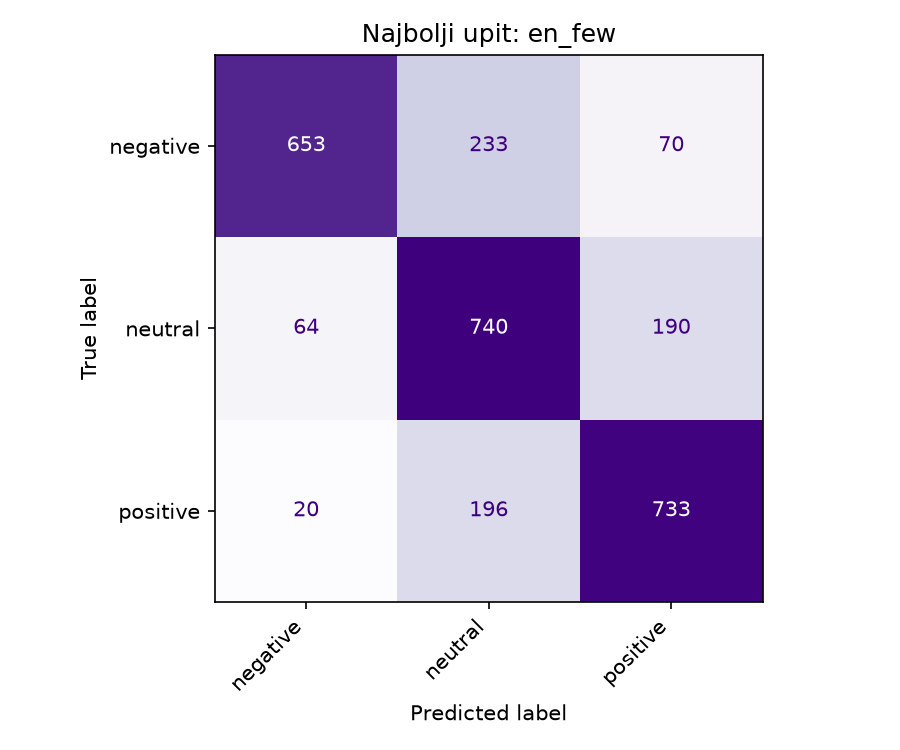 Najbolji upit: en_few
negative 653 233 70
neutral 64 740 190
positive 20 196 733
True label
negative neutral positive
Predicted label